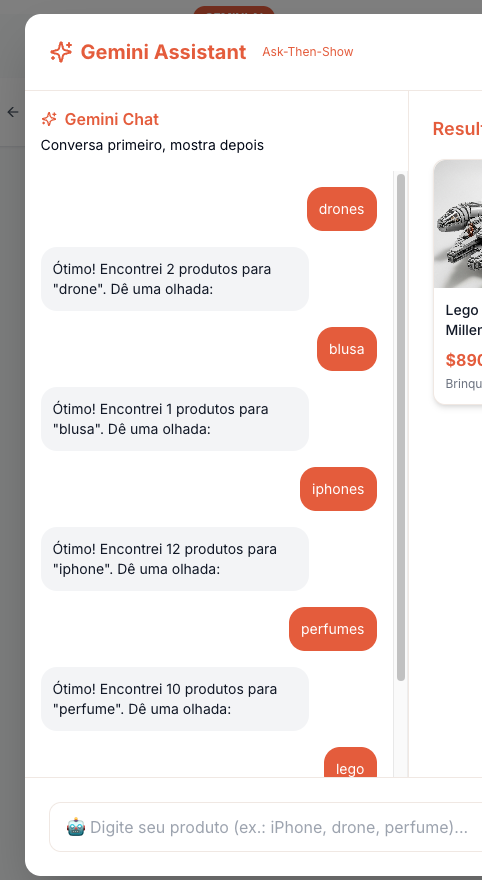 Gemini Assistant
Ask-Then-Show
Gemini Chat
Conversa primeiro, mostra depois
Resul
drones
Ótimo! Encontrei 2 produtos para
"drone". Dê uma olhada:
blusa
Ótimo! Encontrei 1 produtos para
"blusa". Dê uma olhada:
iphones
Ótimo! Encontrei 12 produtos para
"iphone". Dê uma olhada:
perfumes
Ótimo! Encontrei 10 produtos para
"perfume". Dê uma olhada:
lego
Lego
Miller
$890
Brinqu
Digite seu produto (ex.: iPhone, drone, perfume)...